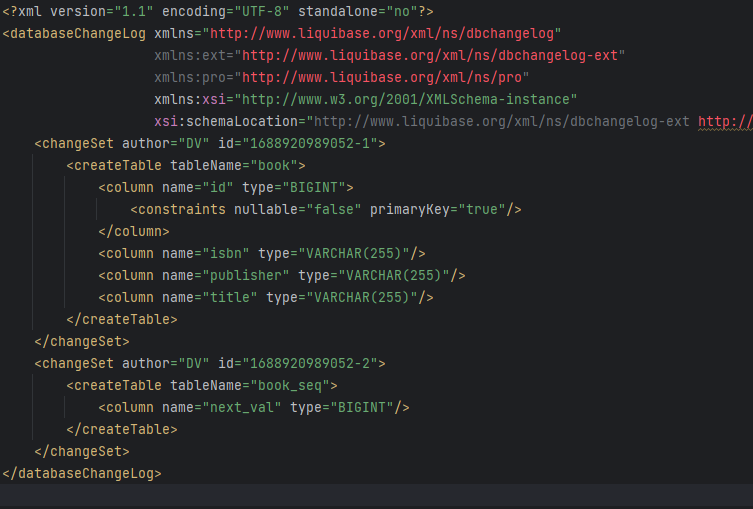 <?xml version="1.1" encoding="UTF-8" standalone="no"?>
<databaseChangeLog xmlns="http://www.liquibase.org/xml/ns/dbchangelog"
                   xmlns:ext="http://www.liquibase.org/xml/ns/dbchangelog-ext"
                   xmlns:pro="http://www.liquibase.org/xml/ns/pro"
                   xmlns:xsi="http://www.w3.org/2001/XMLSchema-instance"
                   xsi:schemaLocation="http://www.liquibase.org/xml/ns/dbchangelog-ext http://
    <changeSet author="DV" id="1688920989052-1">
        <createTable tableName="book">
            <column name="id" type="BIGINT">
                <constraints nullable="false" primaryKey="true"/>
            </column>
            <column name="isbn" type="VARCHAR(255)"/>
            <column name="publisher" type="VARCHAR(255)"/>
            <column name="title" type="VARCHAR(255)"/>
        </createTable>
    </changeSet>
    <changeSet author="DV" id="1688920989052-2">
        <createTable tableName="book_seq">
            <column name="next_val" type="BIGINT"/>
        </createTable>
    </changeSet>
</databaseChangeLog>